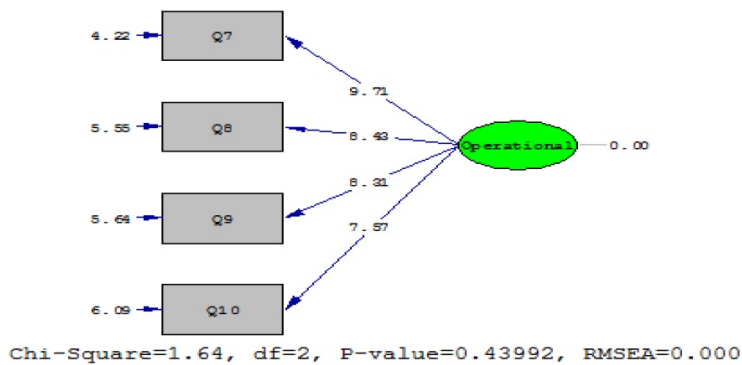 4.22 Q7
9.71
5.55 Q8
8.43
Operational 0.00
8.31
5.64 Q9
7.57
6.09 Q10
Chi-Square=1.64, df=2, P-value=0.43992, RMSEA=0.000